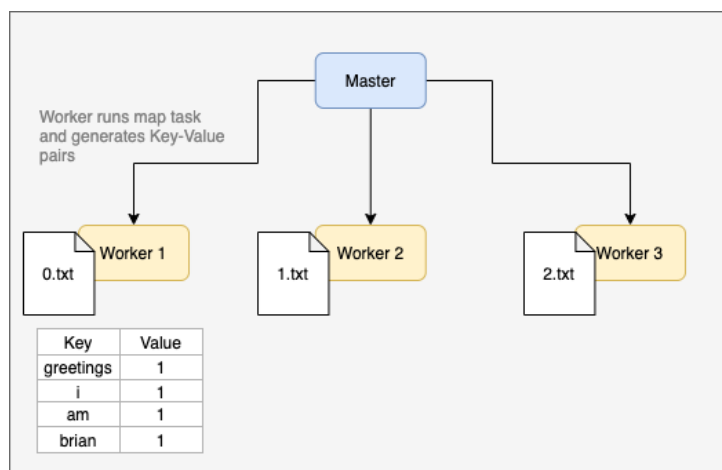 Master
Worker runs map task
and generates Key-Value
pairs
0.txt
Worker 1
1.txt
Worker 2
2.txt
Worker 3
Key Value
greetings 1
i 1
am 1
brian 1